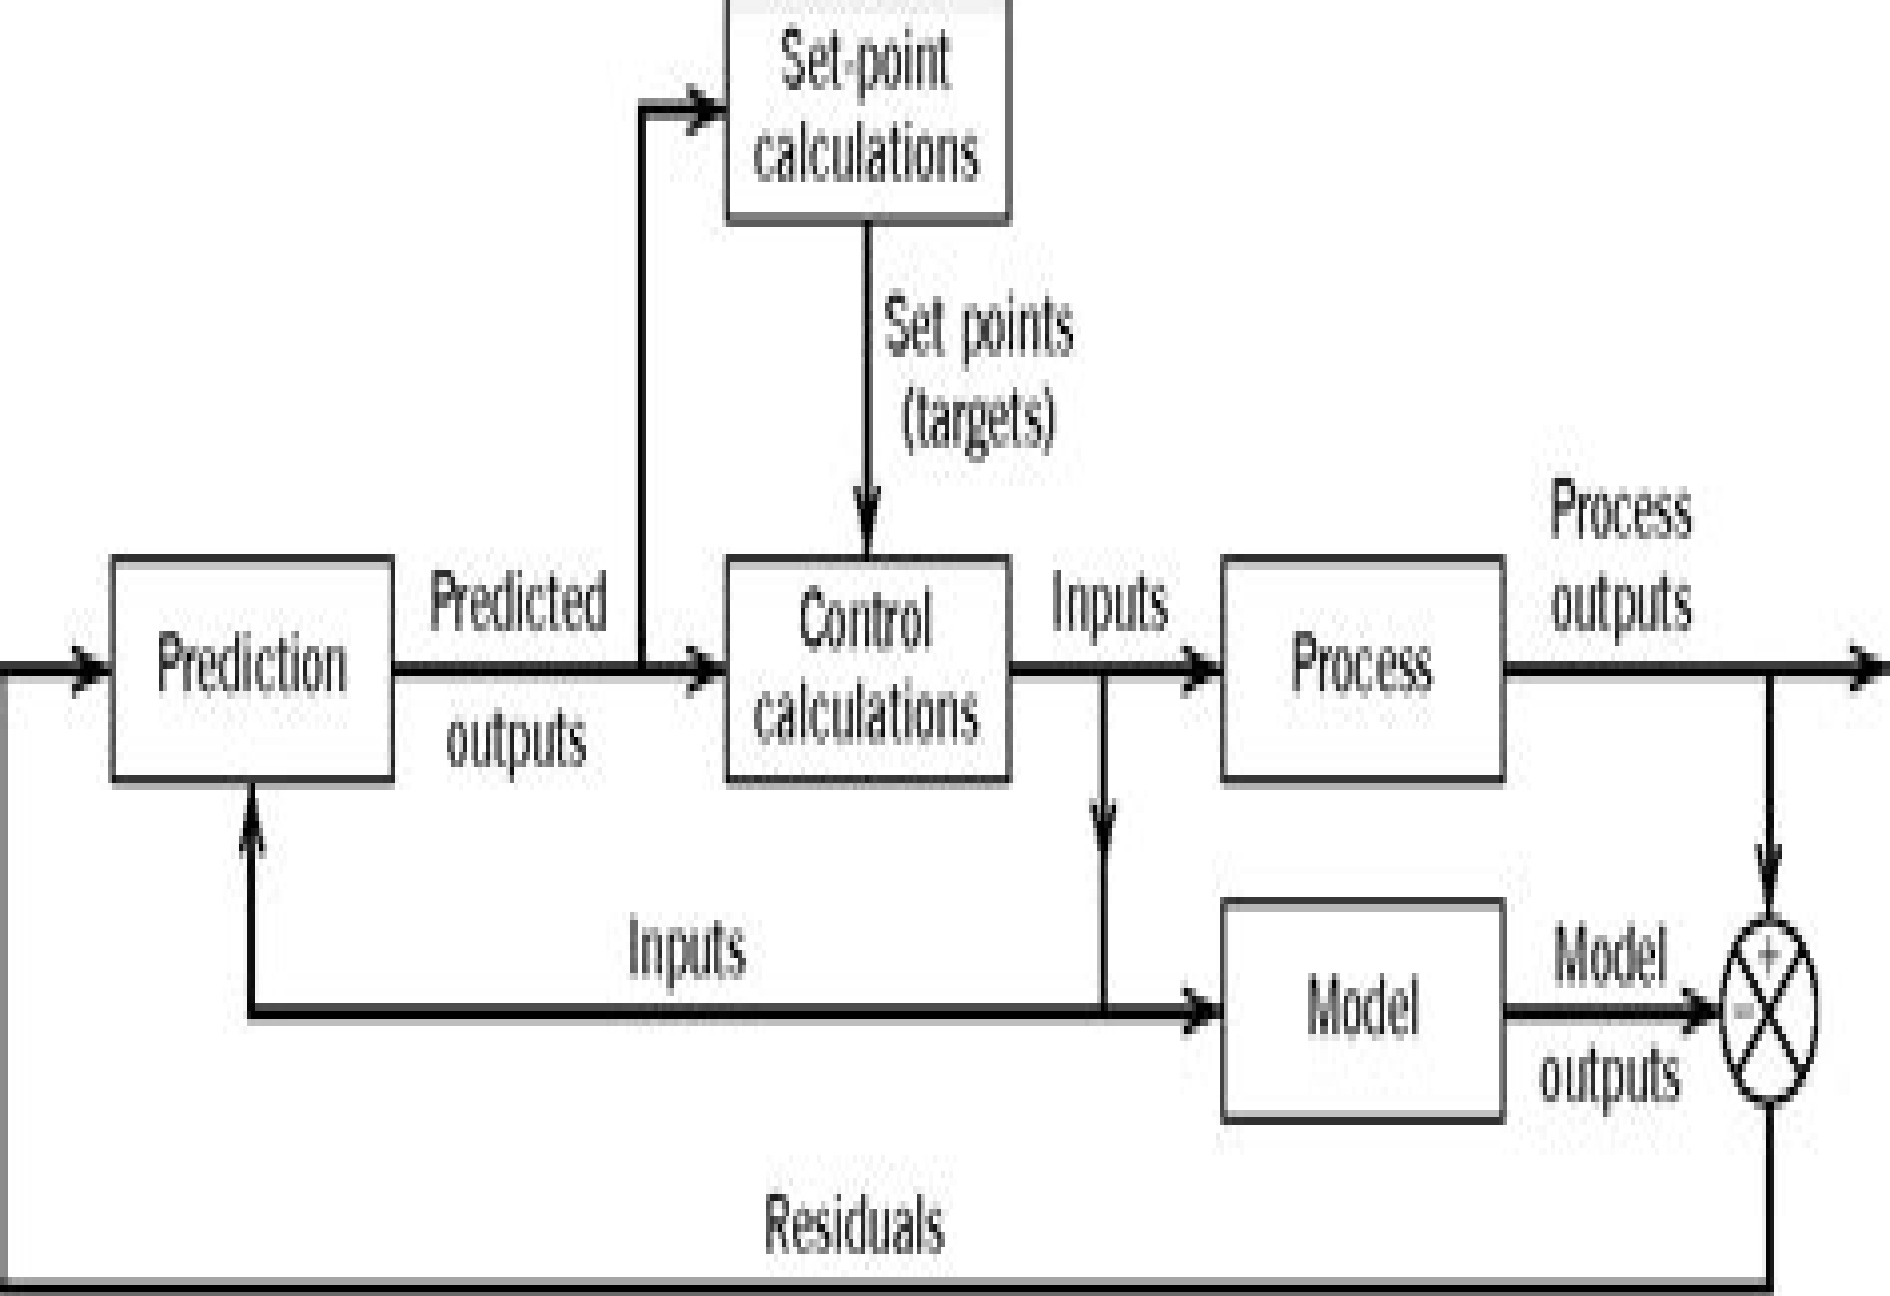 Set-point
calculations
Set points
(targets)
Process
outputs
Predicted
outputs
Prediction
Control
calculations
Inputs
Process
Inputs
Model
Model
outputs
+
-
Residuals